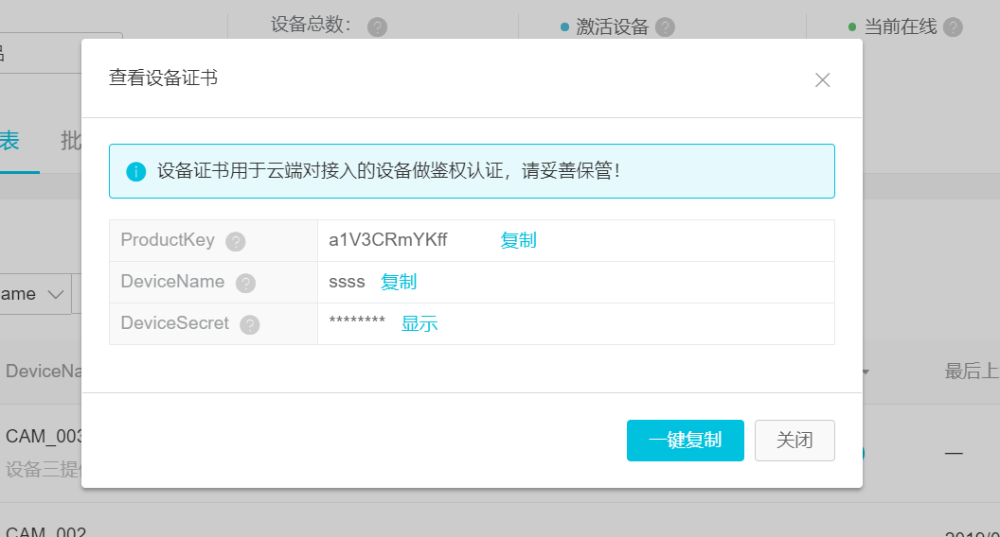 设备总数： ?
激活设备 ?
当前在线 ?
品
查看设备证书
表 批
设备证书用于云端对接入的设备做鉴权认证，请妥善保管！
ProductKey ? a1V3CRmYKff 复制
DeviceName ? ssss 复制
ame
DeviceSecret ? ******** 显示
DeviceNa
最后上
CAM_003
设备三提
—
一键复制 关闭
CAM_002
2019/0